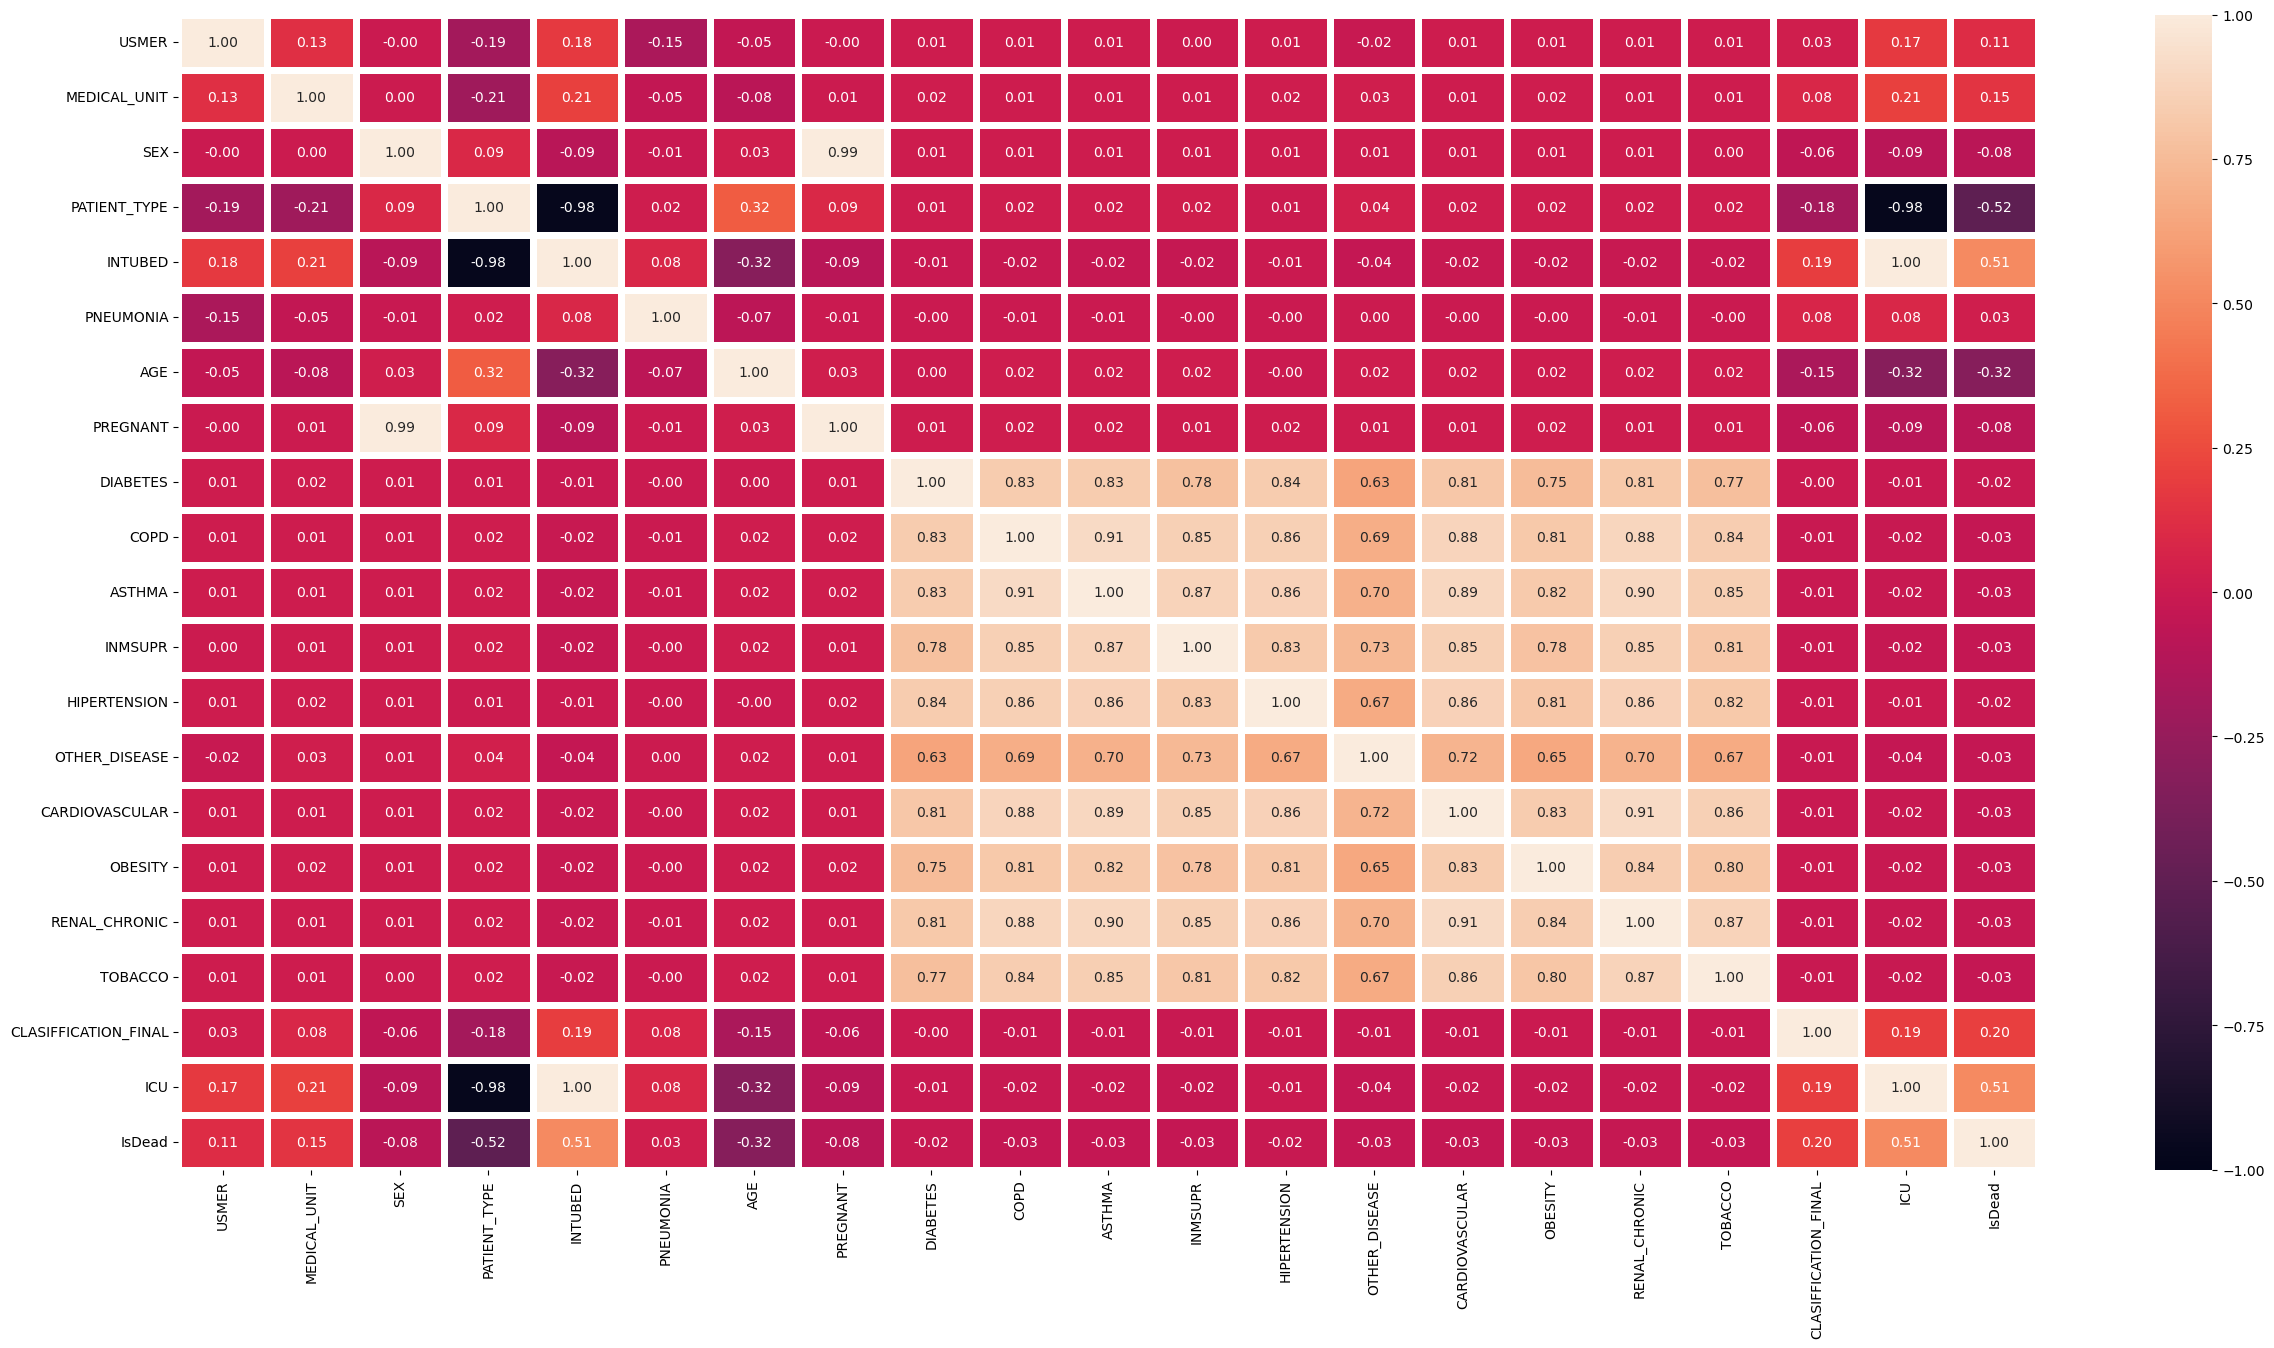 USMER 1.00 0.13 -0.00 -0.19 0.18 -0.15 -0.05 -0.00 0.01 0.01 0.01 0.00 0.01 -0.02 0.01 0.01 0.01 0.01 0.03 0.17 0.11
MEDICAL_UNIT 0.13 1.00 0.00 -0.21 0.21 -0.05 -0.08 0.01 0.02 0.01 0.01 0.01 0.02 0.03 0.01 0.02 0.01 0.01 0.08 0.21 0.15
SEX -0.00 0.00 1.00 0.09 -0.09 -0.01 0.03 0.99 0.01 0.01 0.01 0.01 0.01 0.01 0.01 0.01 0.01 0.00 -0.06 -0.09 -0.08
PATIENT_TYPE -0.19 -0.21 0.09 1.00 -0.98 0.02 0.32 0.09 0.01 0.02 0.02 0.02 0.01 0.04 0.02 0.02 0.02 0.02 -0.18 -0.98 -0.52
INTUBED 0.18 0.21 -0.09 -0.98 1.00 0.08 -0.32 -0.09 -0.01 -0.02 -0.02 -0.02 -0.01 -0.04 -0.02 -0.02 -0.02 -0.02 0.19 1.00 0.51
PNEUMONIA -0.15 -0.05 -0.01 0.02 0.08 1.00 -0.07 -0.01 -0.00 -0.01 -0.01 -0.00 -0.00 0.00 -0.00 -0.00 -0.01 -0.00 0.08 0.08 0.03
AGE -0.05 -0.08 0.03 0.32 -0.32 -0.07 1.00 0.03 0.00 0.02 0.02 0.02 -0.00 0.02 0.02 0.02 0.02 0.02 -0.15 -0.32 -0.32
PREGNANT -0.00 0.01 0.99 0.09 -0.09 -0.01 0.03 1.00 0.01 0.02 0.02 0.01 0.02 0.01 0.01 0.02 0.01 0.01 -0.06 -0.09 -0.08
DIABETES 0.01 0.02 0.01 0.01 -0.01 -0.00 0.00 0.01 1.00 0.83 0.83 0.78 0.84 0.63 0.81 0.75 0.81 0.77 -0.00 -0.01 -0.02
COPD 0.01 0.01 0.01 0.02 -0.02 -0.01 0.02 0.02 0.83 1.00 0.91 0.85 0.86 0.69 0.88 0.81 0.88 0.84 -0.01 -0.02 -0.03
ASTHMA 0.01 0.01 0.01 0.02 -0.02 -0.01 0.02 0.02 0.83 0.91 1.00 0.87 0.86 0.70 0.89 0.82 0.90 0.85 -0.01 -0.02 -0.03
INMSUPR 0.00 0.01 0.01 0.02 -0.02 -0.00 0.02 0.01 0.78 0.85 0.87 1.00 0.83 0.73 0.85 0.78 0.85 0.81 -0.01 -0.02 -0.03
HIPERTENSION 0.01 0.02 0.01 0.01 -0.01 -0.00 -0.00 0.02 0.84 0.86 0.86 0.83 1.00 0.67 0.86 0.81 0.86 0.82 -0.01 -0.01 -0.02
OTHER_DISEASE -0.02 0.03 0.01 0.04 -0.04 0.00 0.02 0.01 0.63 0.69 0.70 0.73 0.67 1.00 0.72 0.65 0.70 0.67 -0.01 -0.04 -0.03
CARDIOVASCULAR 0.01 0.01 0.01 0.02 -0.02 -0.00 0.02 0.01 0.81 0.88 0.89 0.85 0.86 0.72 1.00 0.83 0.91 0.86 -0.01 -0.02 -0.03
OBESITY 0.01 0.02 0.01 0.02 -0.02 -0.00 0.02 0.02 0.75 0.81 0.82 0.78 0.81 0.65 0.83 1.00 0.84 0.80 -0.01 -0.02 -0.03
RENAL_CHRONIC 0.01 0.01 0.01 0.02 -0.02 -0.01 0.02 0.01 0.81 0.88 0.90 0.85 0.86 0.70 0.91 0.84 1.00 0.87 -0.01 -0.02 -0.03
TOBACCO 0.01 0.01 0.00 0.02 -0.02 -0.00 0.02 0.01 0.77 0.84 0.85 0.81 0.82 0.67 0.86 0.80 0.87 1.00 -0.01 -0.02 -0.03
CLASIFFICATION_FINAL 0.03 0.08 -0.06 -0.18 0.19 0.08 -0.15 -0.06 -0.00 -0.01 -0.01 -0.01 -0.01 -0.01 -0.01 -0.01 -0.01 -0.01 1.00 0.19 0.20
ICU 0.17 0.21 -0.09 -0.98 1.00 0.08 -0.32 -0.09 -0.01 -0.02 -0.02 -0.02 -0.01 -0.04 -0.02 -0.02 -0.02 -0.02 0.19 1.00 0.51
IsDead 0.11 0.15 -0.08 -0.52 0.51 0.03 -0.32 -0.08 -0.02 -0.03 -0.03 -0.03 -0.02 -0.03 -0.03 -0.03 -0.03 -0.03 0.20 0.51 1.00
USMER MEDICAL_UNIT SEX PATIENT_TYPE INTUBED PNEUMONIA AGE PREGNANT DIABETES COPD ASTHMA INMSUPR HIPERTENSION OTHER_DISEASE CARDIOVASCULAR OBESITY RENAL_CHRONIC TOBACCO CLASIFFICATION_FINAL ICU IsDead
1.00
0.75
0.50
0.25
0.00
−0.25
−0.50
−0.75
−1.00